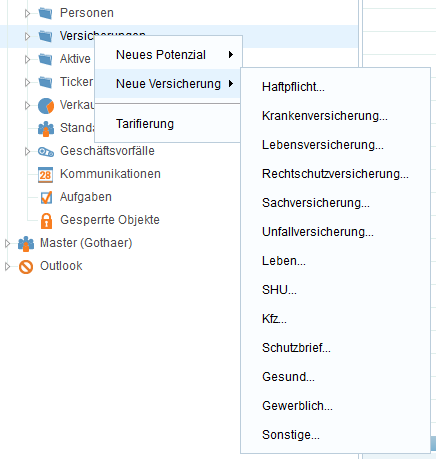 Personen
Versicherungen
Neues Potenzial
Aktive
Neue Versicherung
Ticker
Haftpflicht...
Verkau
Krankenversicherung...
Tarifierung
Standa
Lebensversicherung...
Geschäftsvorfälle
Rechtschutzversicherung...
28 Kommunikationen
Sachversicherung...
Aufgaben
Gesperrte Objekte
Unfallversicherung...
Master (Gothaer)
Leben...
Outlook
SHU...
Kfz...
Schutzbrief...
Gesund...
Gewerblich...
Sonstige...